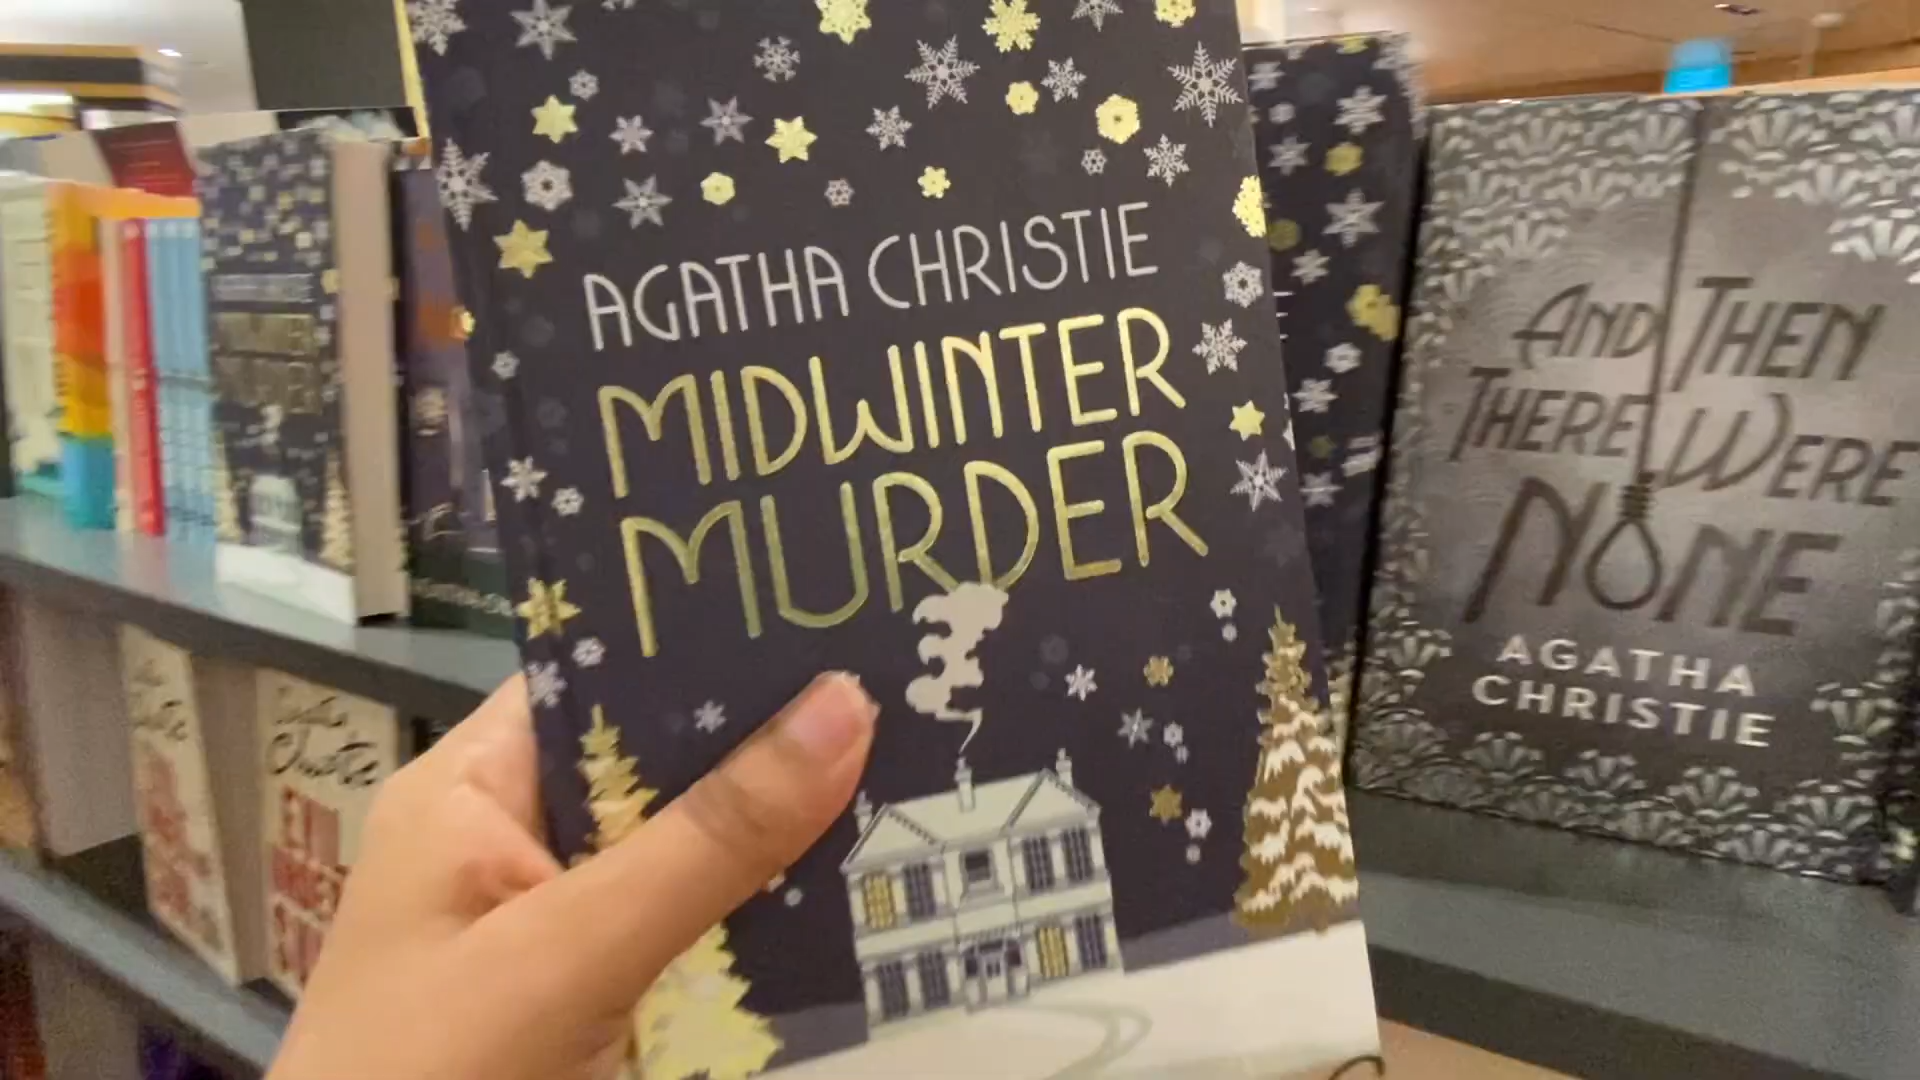 AGATHA CHRISTIE
MIDWINTER
MURDER
AND THEN
THERE WERE
NONE
AGATHA
CHRISTIE